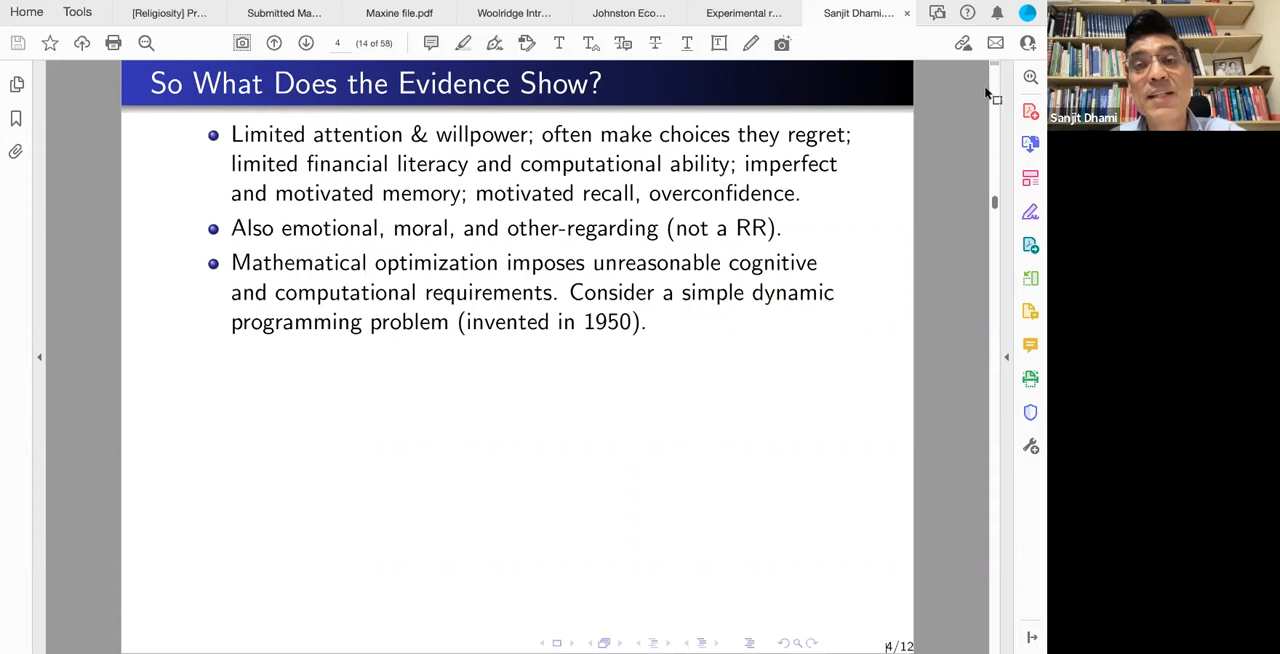 Home
Tools
[Religiosity] Pr...
Submitted Ma...
Maxine file.pdf
Woolridge Intr...
Johnston Eco...
Experimental r...
Sanjit Dhami.... ×
4 (14 of 58)
So What Does the Evidence Show?
Limited attention & willpower; often make choices they regret;
limited financial literacy and computational ability; imperfect
and motivated memory; motivated recall, overconfidence.
Also emotional, moral, and other-regarding (not a RR).
Mathematical optimization imposes unreasonable cognitive
and computational requirements. Consider a simple dynamic
programming problem (invented in 1950).
4/12
Sanjit Dhami